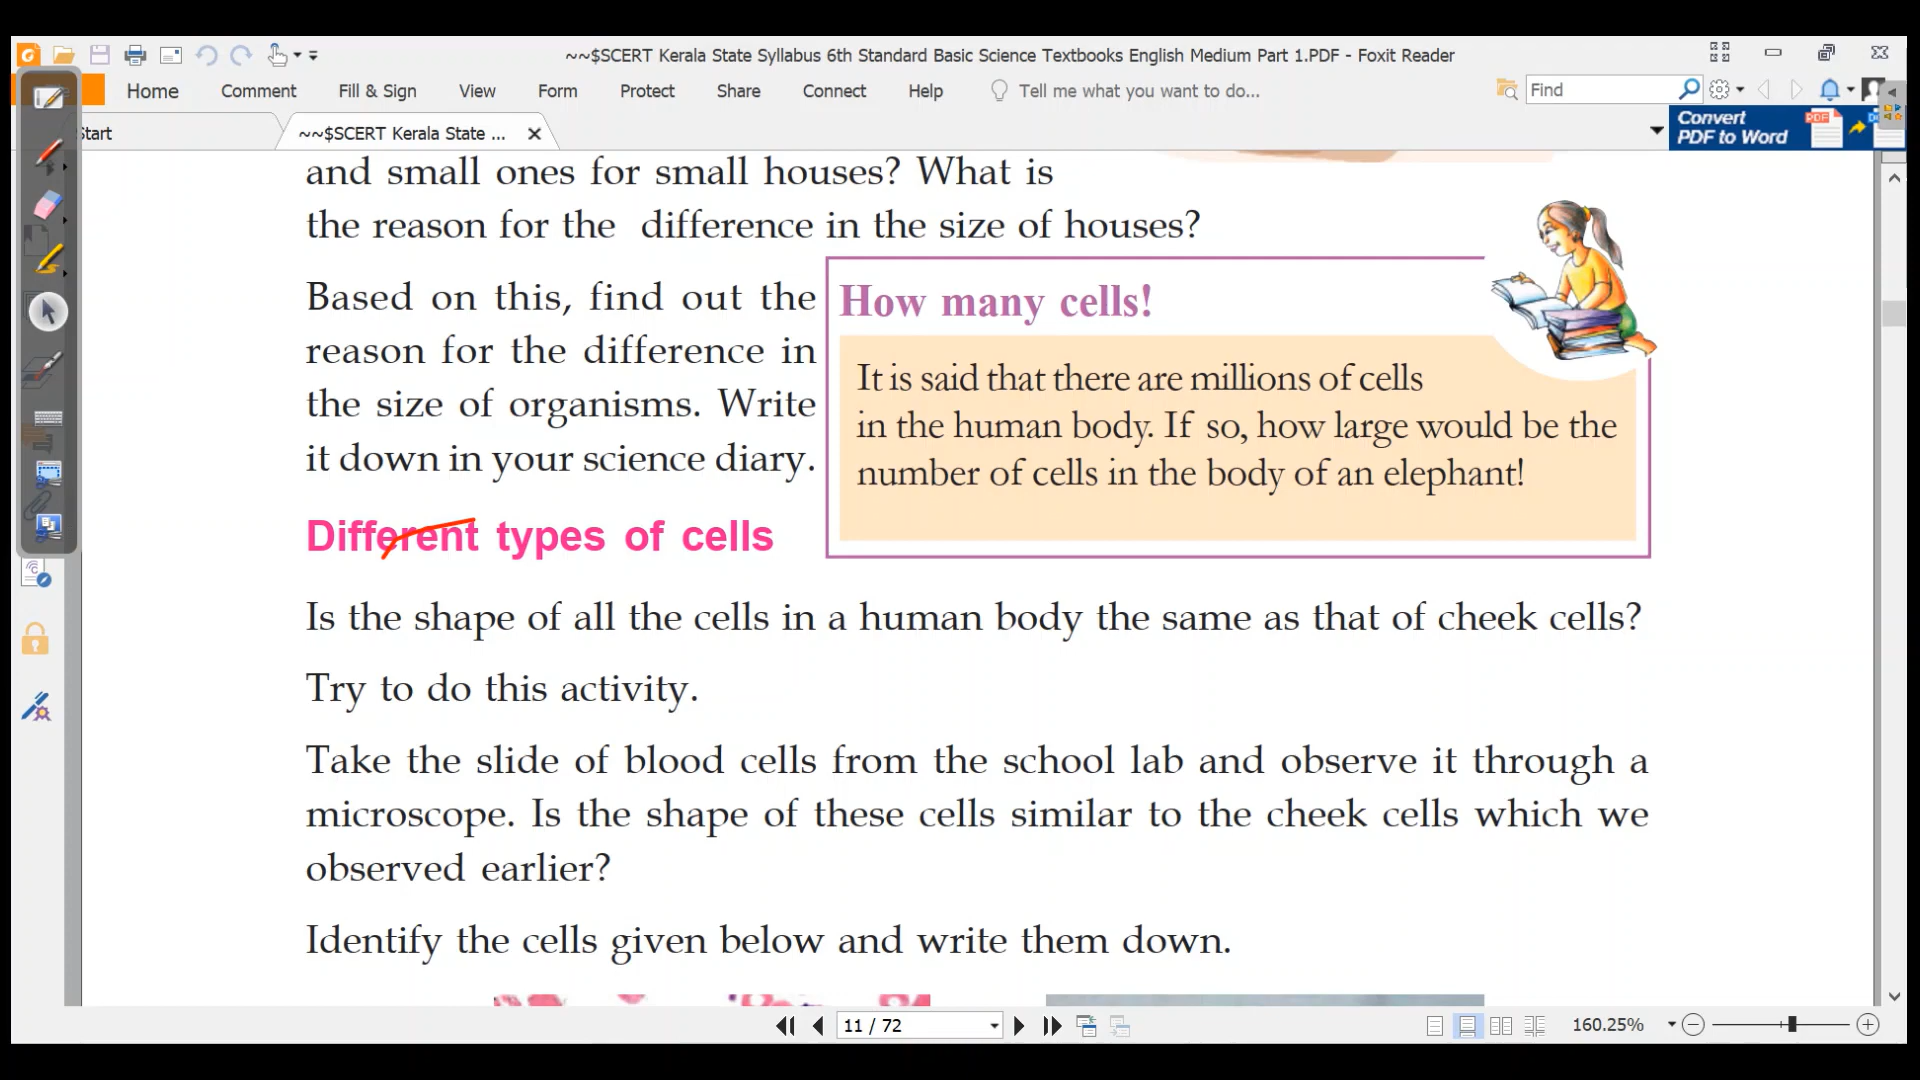 ~~$SCERT Kerala State Syllabus 6th Standard Basic Science Textbooks English Medium Part 1.PDF - Foxit Reader
Home Comment Fill & Sign View Form Protect Share Connect Help Tell me what you want to do... Find
Start ~~$SCERT Kerala State ...
Convert
PDF to Word
PDF
and small ones for small houses? What is
the reason for the difference in the size of houses?
Based on this, find out the
reason for the difference in
the size of organisms. Write
it down in your science diary.
How many cells!
It is said that there are millions of cells
in the human body. If so, how large would be the
number of cells in the body of an elephant!
Different types of cells
Is the shape of all the cells in a human body the same as that of cheek cells?
Try to do this activity.
Take the slide of blood cells from the school lab and observe it through a
microscope. Is the shape of these cells similar to the cheek cells which we
observed earlier?
Identify the cells given below and write them down.
11 / 72
160.25%